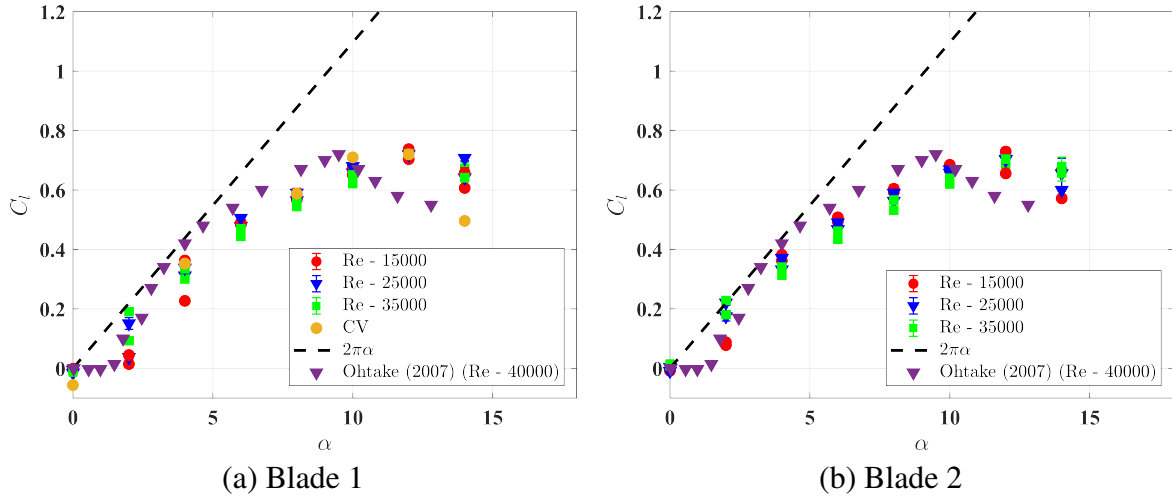 1.2
1
0.8
0.6
0.4
0.2
0
C_l
0 5 10 15
α
Re - 15000
Re - 25000
Re - 35000
CV
2πα
Ohtake (2007) (Re - 40000)
(a) Blade 1
1.2
1
0.8
0.6
0.4
0.2
0
C_l
0 5 10 15
α
Re - 15000
Re - 25000
Re - 35000
2πα
Ohtake (2007) (Re - 40000)
(b) Blade 2